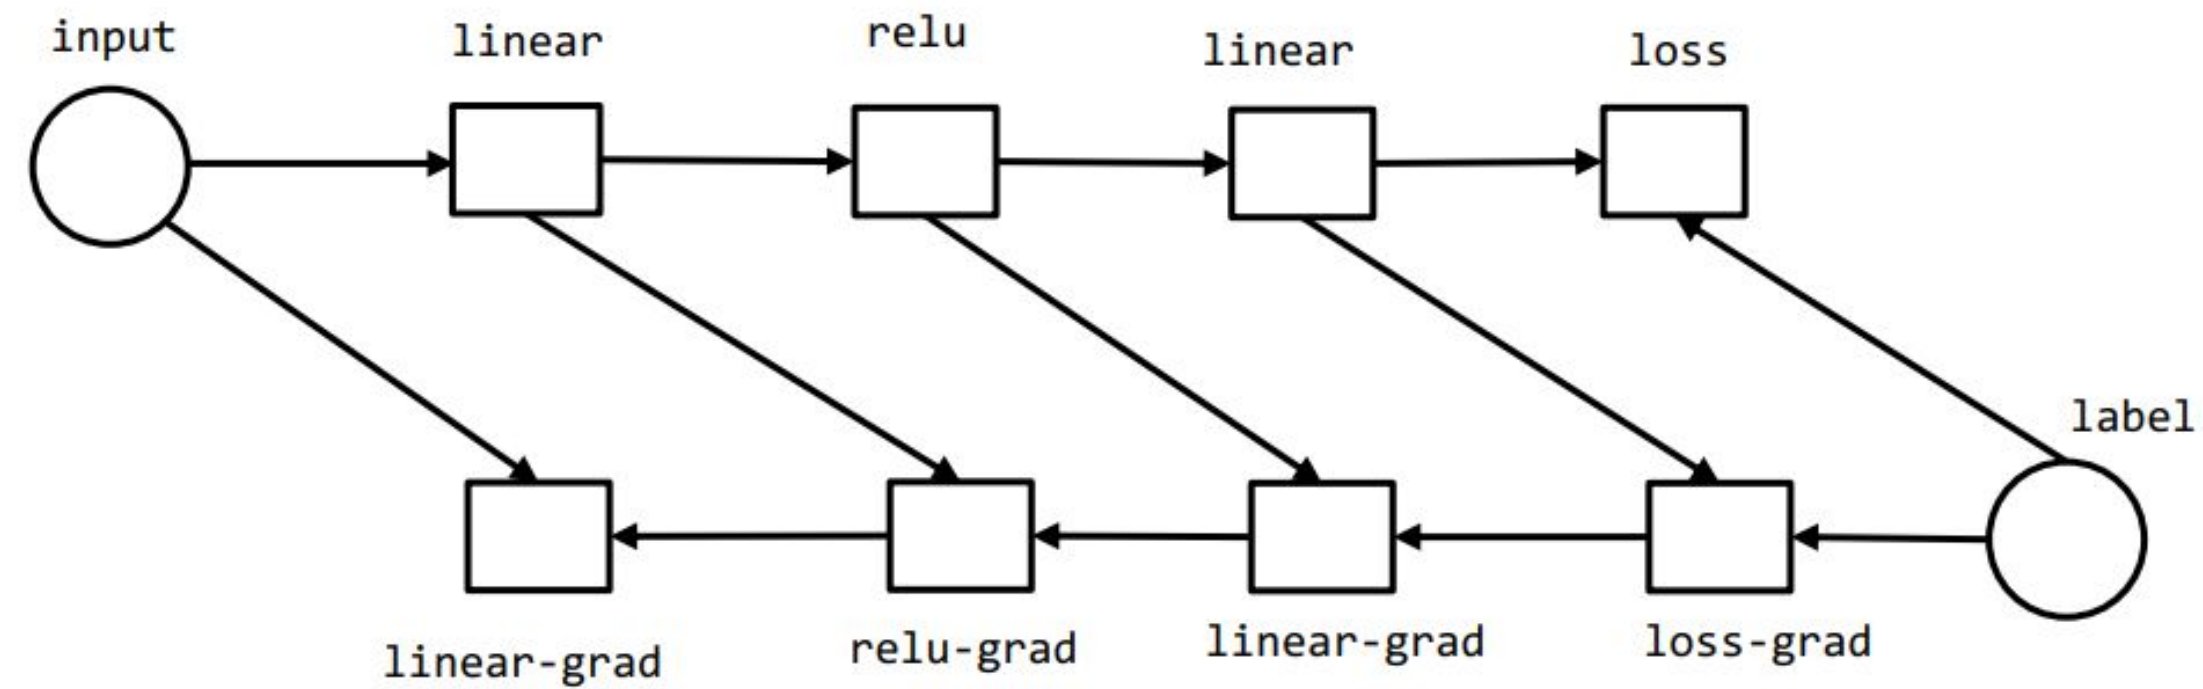 input
linear
relu
linear
loss
label
linear-grad
relu-grad
linear-grad
loss-grad